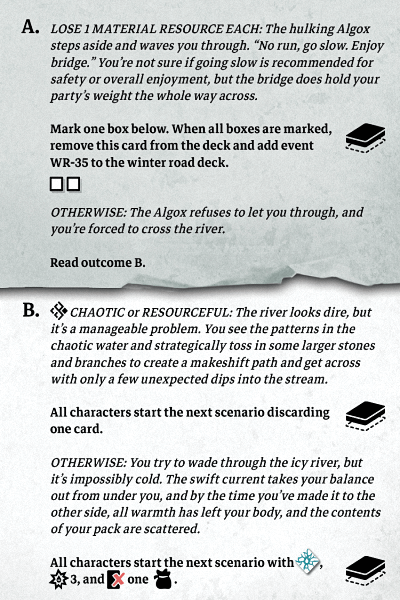 A. LOSE 1 MATERIAL RESOURCE EACH: The hulking Algox
steps aside and waves you through. “No run, go slow. Enjoy
bridge.” You’re not sure if going slow is recommended for
safety or overall enjoyment, but the bridge does hold your
party’s weight the whole way across.
Mark one box below. When all boxes are marked,
remove this card from the deck and add event
WR-35 to the winter road deck.
OTHERWISE: The Algox refuses to let you through, and
you’re forced to cross the river.
Read outcome B.
B. CHAOTIC or RESOURCEFUL: The river looks dire, but
it’s a manageable problem. You see the patterns in the
chaotic water and strategically toss in some larger stones
and branches to create a makeshift path and get across
with only a few unexpected dips into the stream.
All characters start the next scenario discarding
one card.
OTHERWISE: You try to wade through the icy river, but
it’s impossibly cold. The swift current takes your balance
out from under you, and by the time you’ve made it to the
other side, all warmth has left your body, and the contents
of your pack are scattered.
All characters start the next scenario with ,
3, and one .